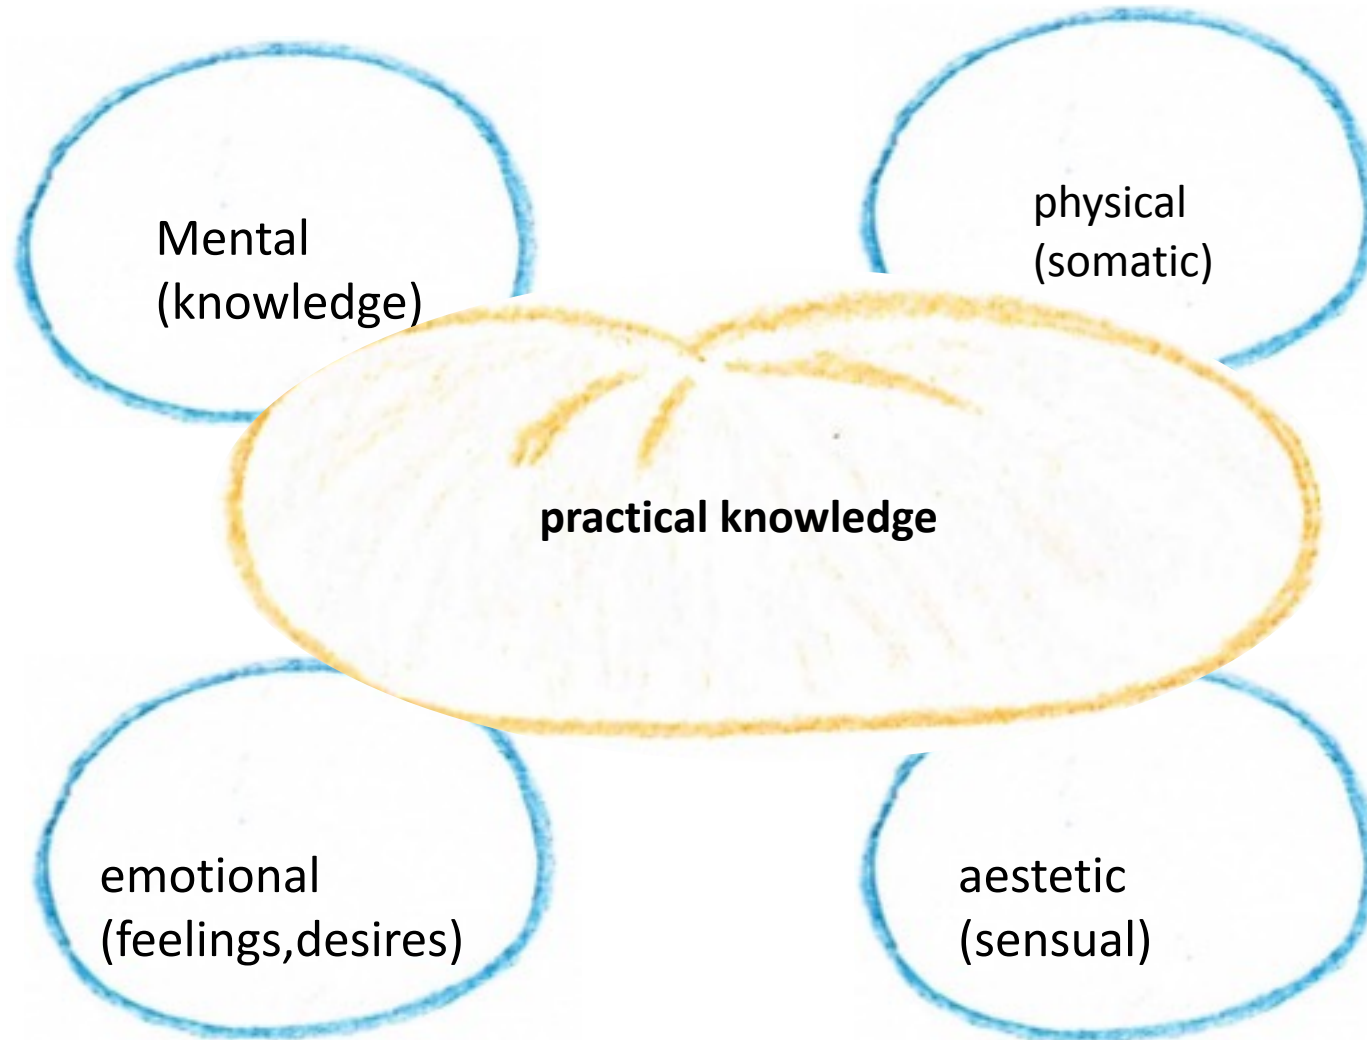 Mental
(knowledge)
physical
(somatic)
practical knowledge
emotional
(feelings,desires)
aestetic
(sensual)